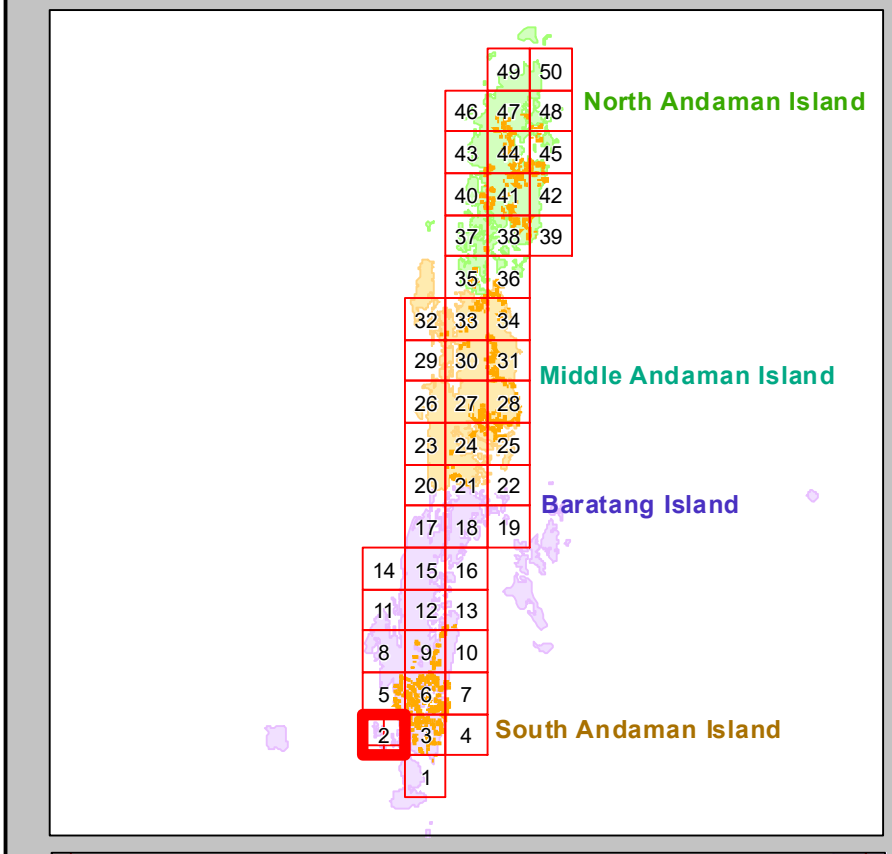 49 50
North Andaman Island
46 47 48
43 44 45
40 41 42
37 38 39
35 36
32 33 34
29 30 31
Middle Andaman Island
26 27 28
23 24 25
20 21 22
Baratang Island
17 18 19
14 15 16
11 12 13
8 9 10
5 6 7
2 3 4
South Andaman Island
1